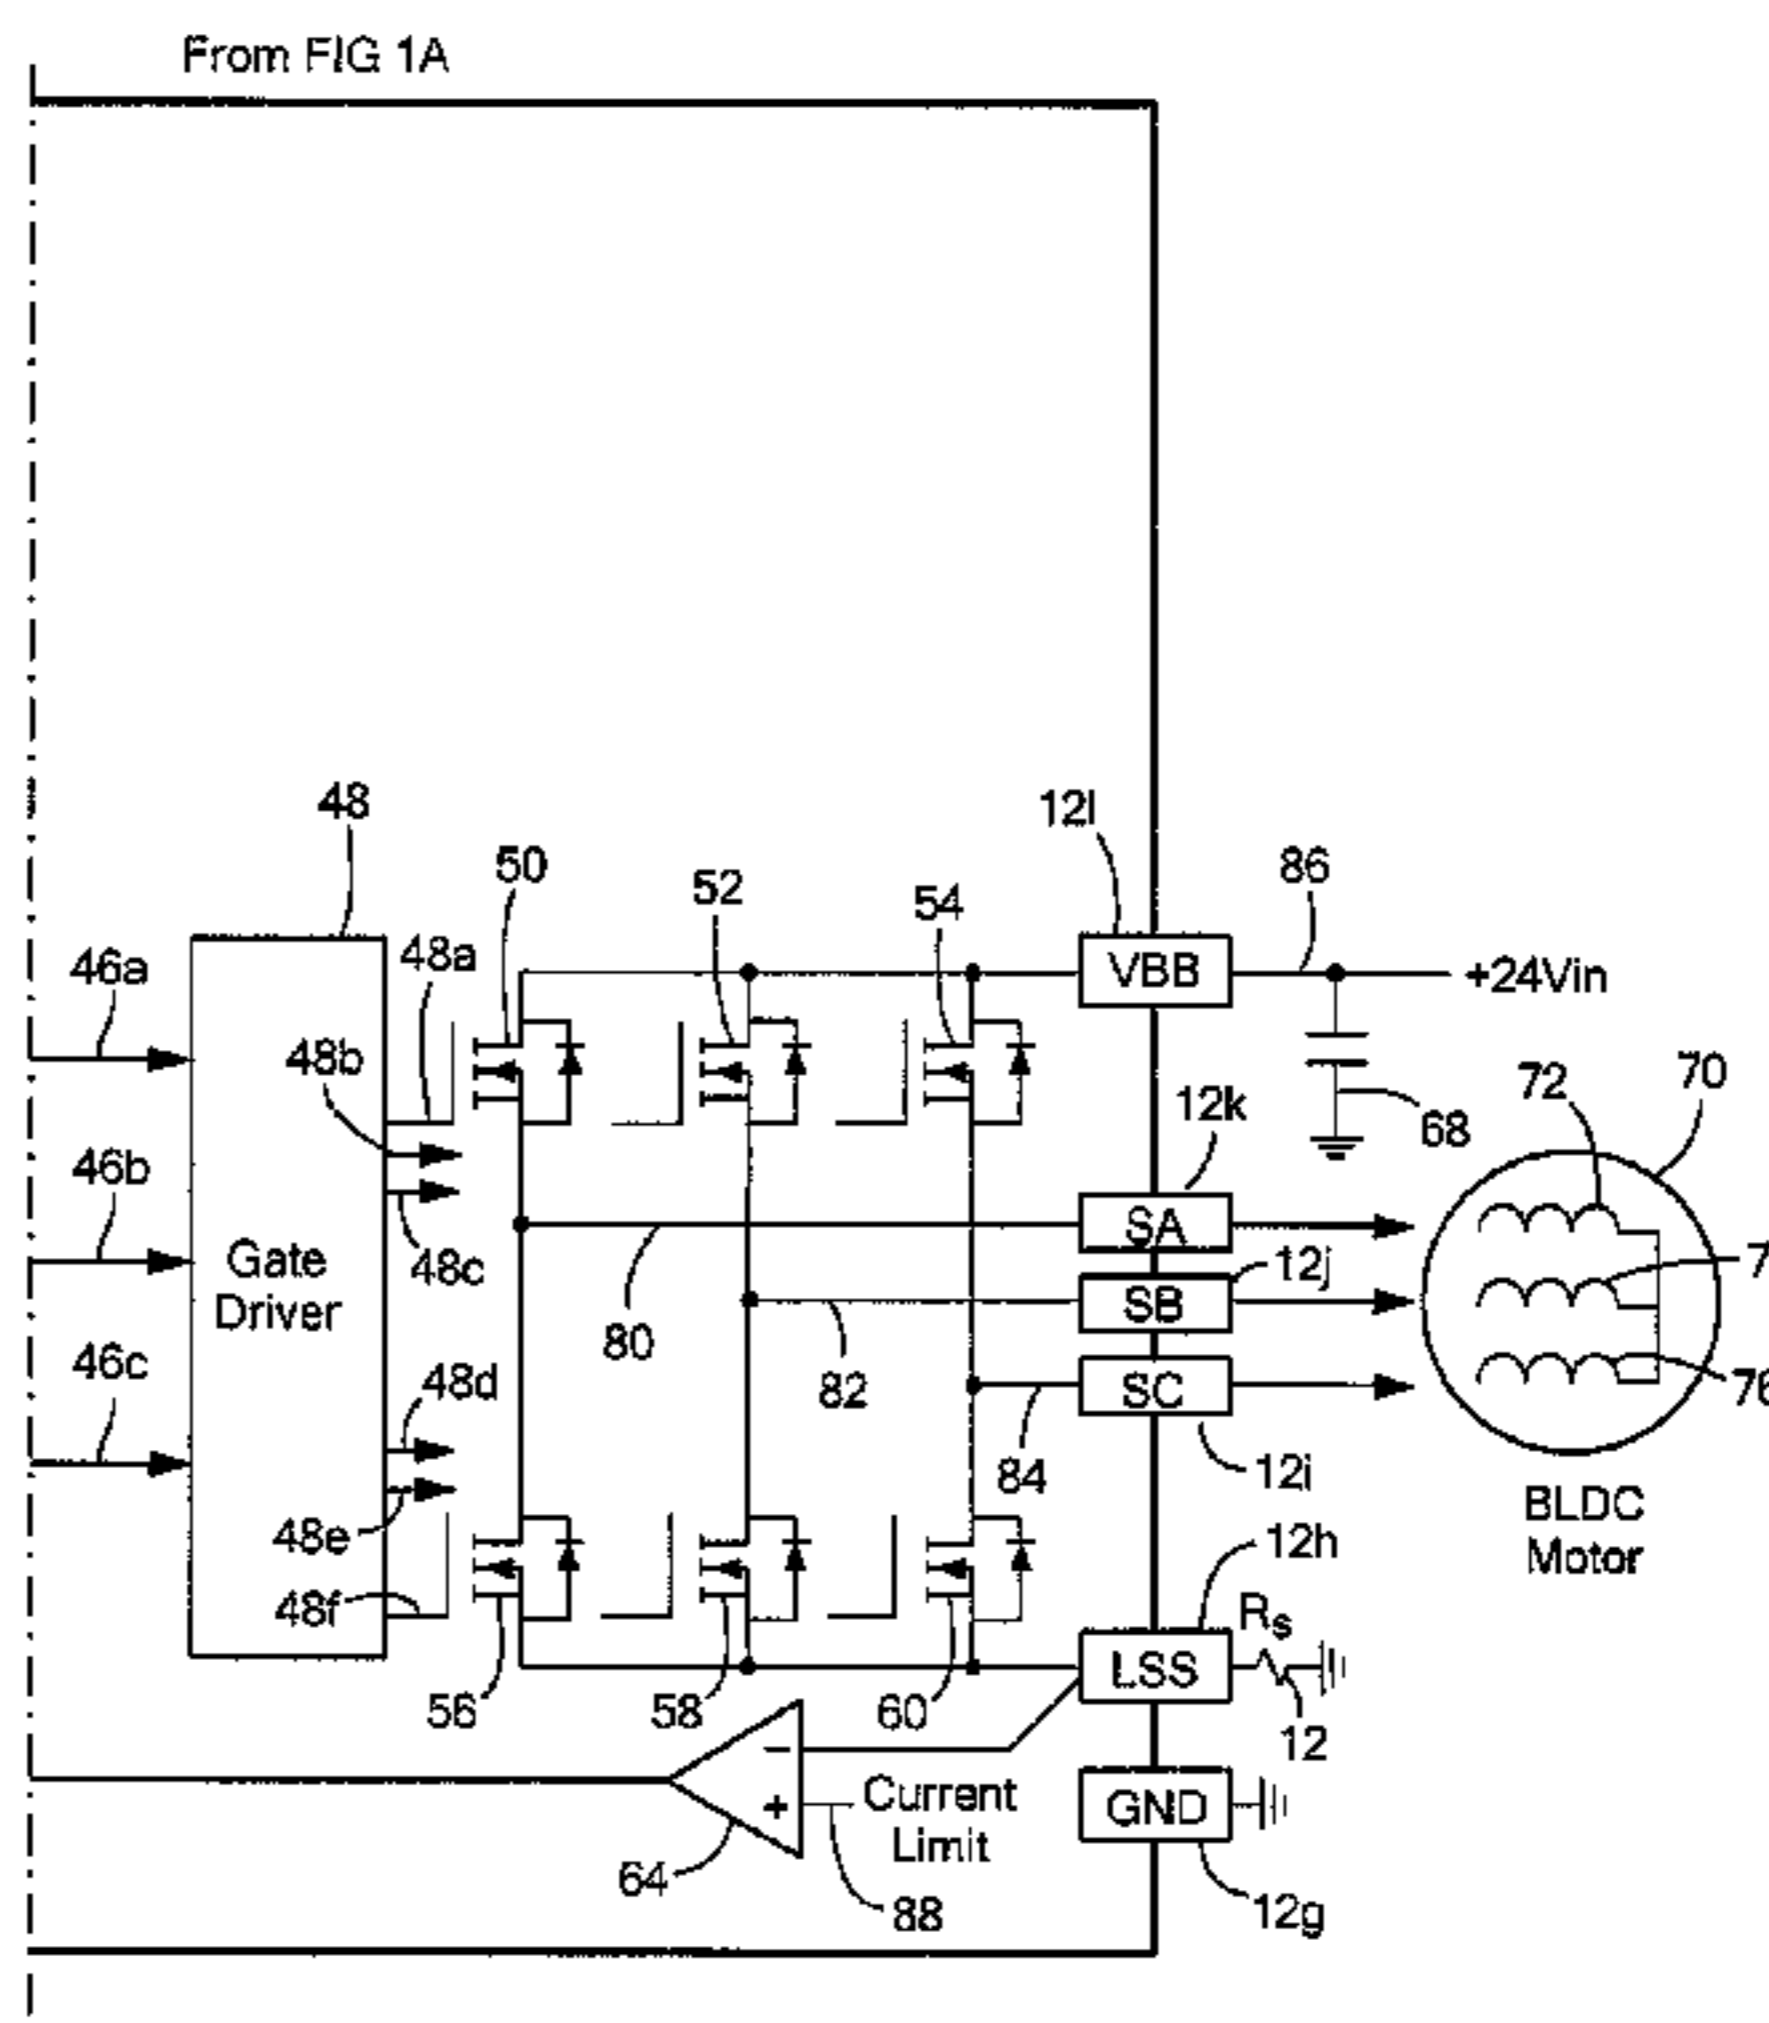 From FIG 1A
48
12l
50
52
54
86
46a
48a
VBB
+24Vin
48b
72
70
12k
68
46b
SA
48c
12j
Gate
Driver
SB
80
82
46c
48d
SC
76
84
12i
BLDC
Motor
48e
12h
48f
Rs
LSS
56
58
60
12
−
+
Current
Limit
GND
64
88
12g